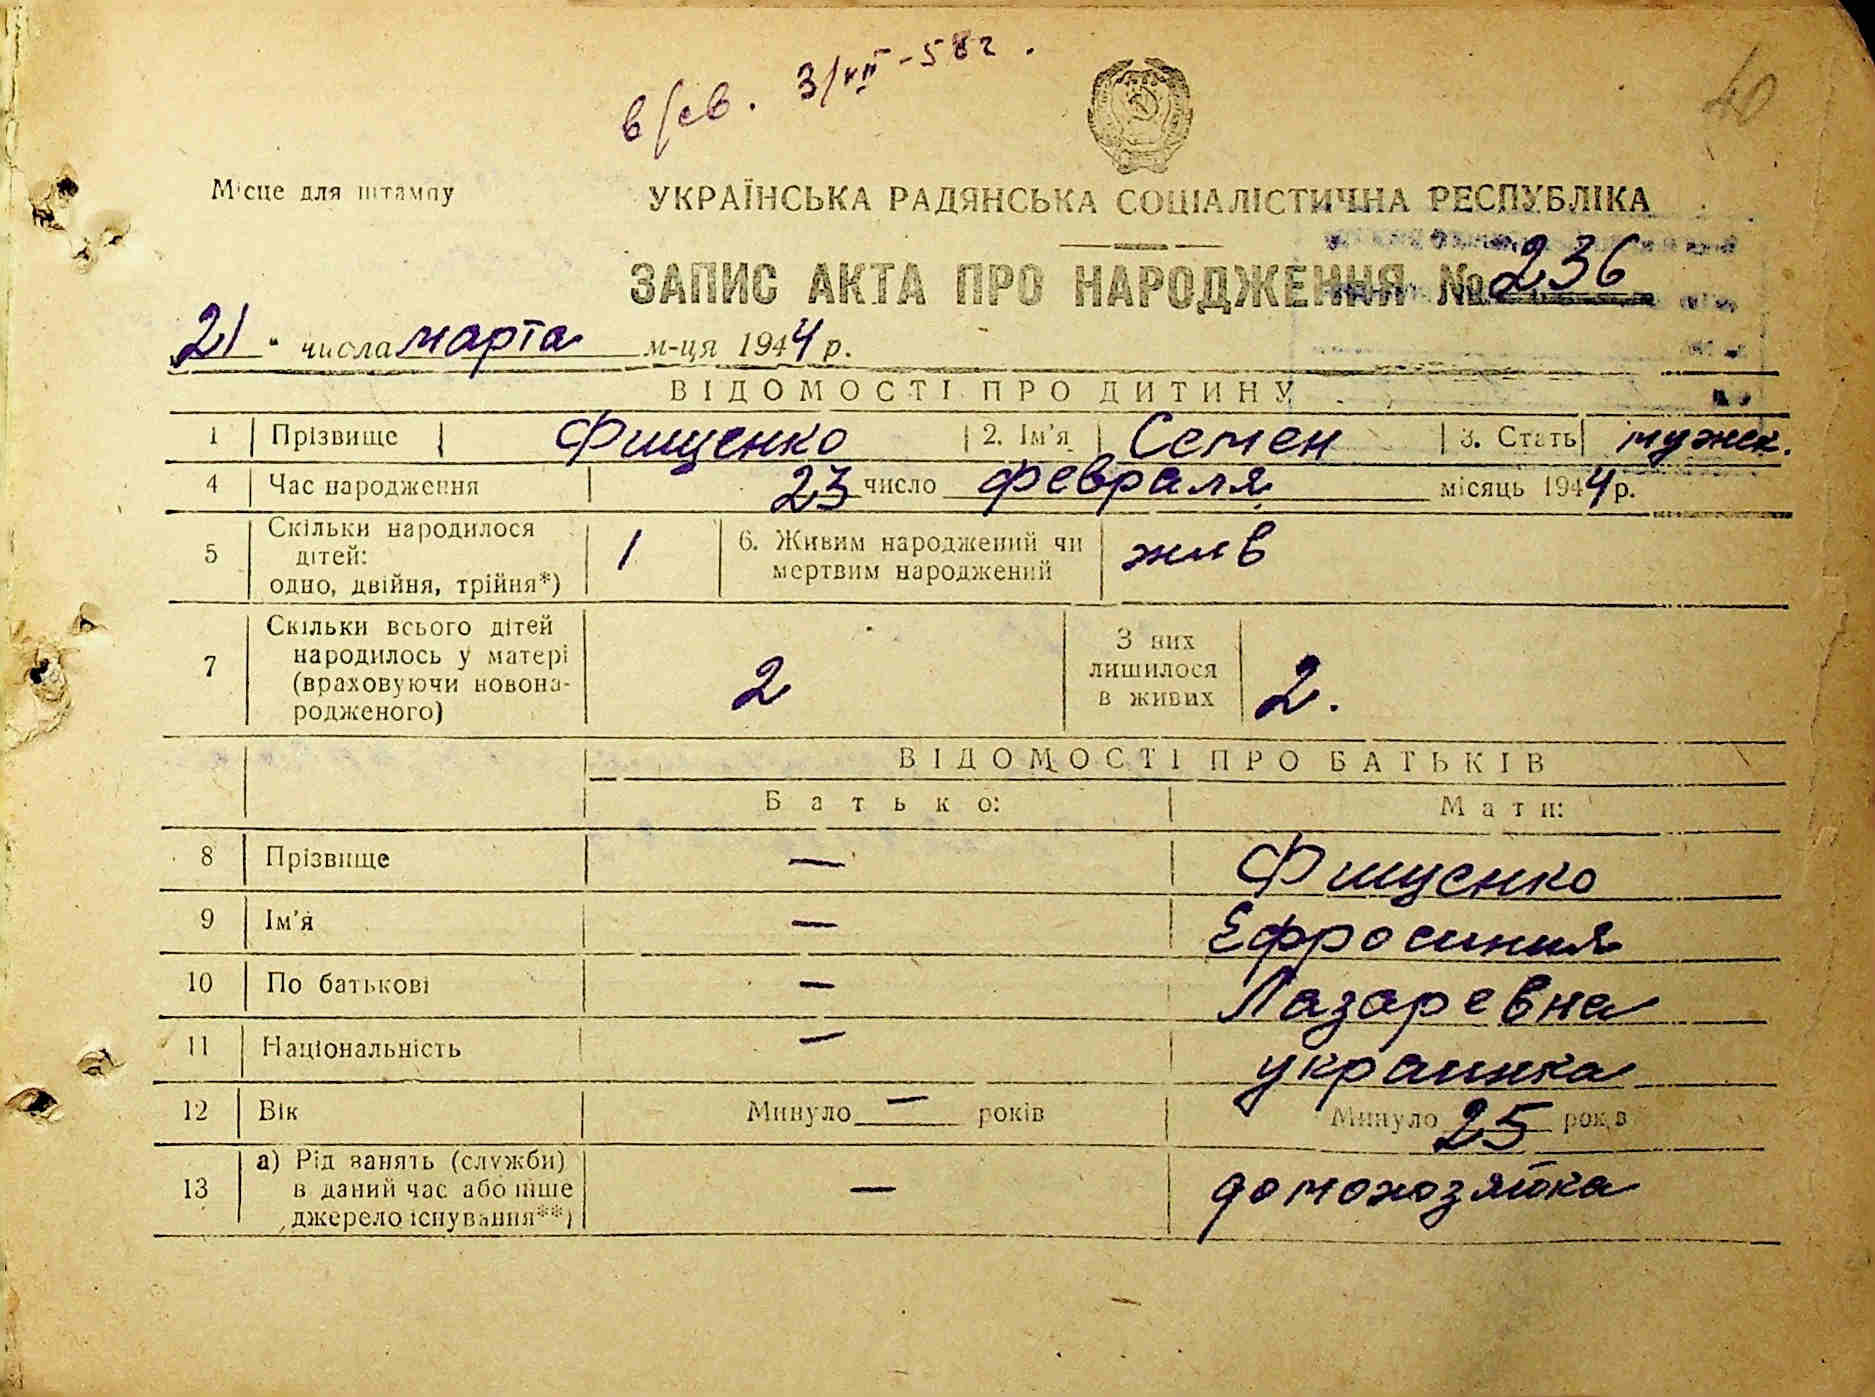 в/св. 3/VII-58г.
40
Місце для штампу
УКРАЇНСЬКА РАДЯНСЬКА СОЦІАЛІСТИЧНА РЕСПУБЛІКА
ЗАПИС АКТА ПРО НАРОДЖЕННЯ № 236
21 " числа марта м-ця 1944 р.
ВІДОМОСТІ ПРО ДИТИНУ
1 Прізвище Фищенко 2. Ім'я Семен 3. Стать мужск.
4 Час народження 23 число февраля місяць 1944 р.
5 Скільки народилося дітей: одно, двійня, трійня*) 1 6. Живим народжений чи мертвим народжений жив
7 Скільки всього дітей народилось у матері (враховуючи новонародженого) 2 З них лишилося в живих 2.
ВІДОМОСТІ ПРО БАТЬКІВ
Батько: Мати:
8 Прізвище — Фищенко
9 Ім'я — Ефросиния
10 По батькові — Лазаревна
11 Національність — украинка
12 Вік Минуло — років Минуло 25 років
13 а) Рід занять (служби) в даний час або інше джерело існування**) — домохозяйка